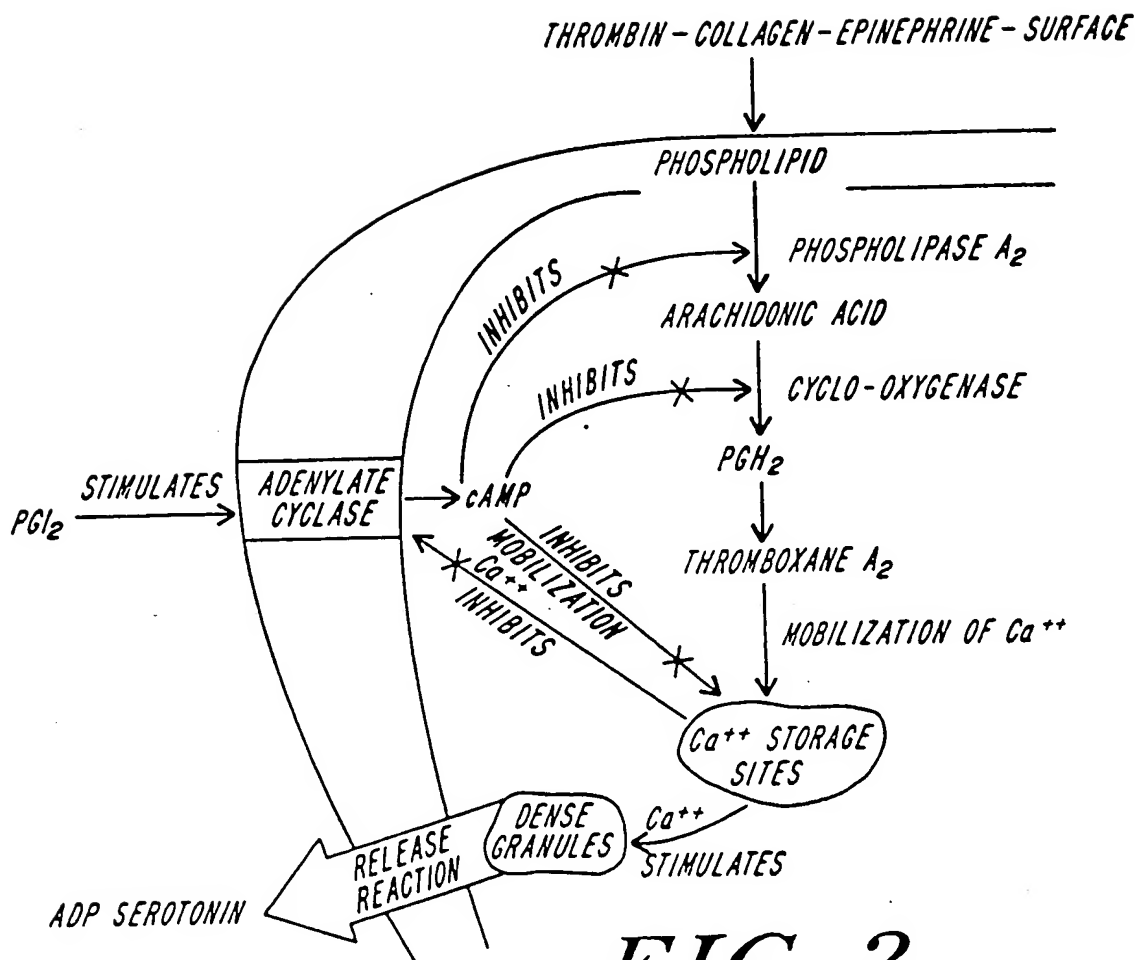 THROMBIN-COLLAGEN-EPINEPHRINE-SURFACE
PHOSPHOLIPID
PHOSPHOLIPASE A2
INHIBITS
ARACHIDONIC ACID
INHIBITS
CYCLO-OXYGENASE
PGH2
STIMULATES
PGI2
ADENYLATE
CYCLASE
cAMP
INHIBITS
MOBILIZATION
Ca++
INHIBITS
THROMBOXANE A2
MOBILIZATION OF Ca++
Ca++ STORAGE
SITES
Ca++
STIMULATES
DENSE
GRANULES
RELEASE
REACTION
ADP SEROTONIN
FIG. 2